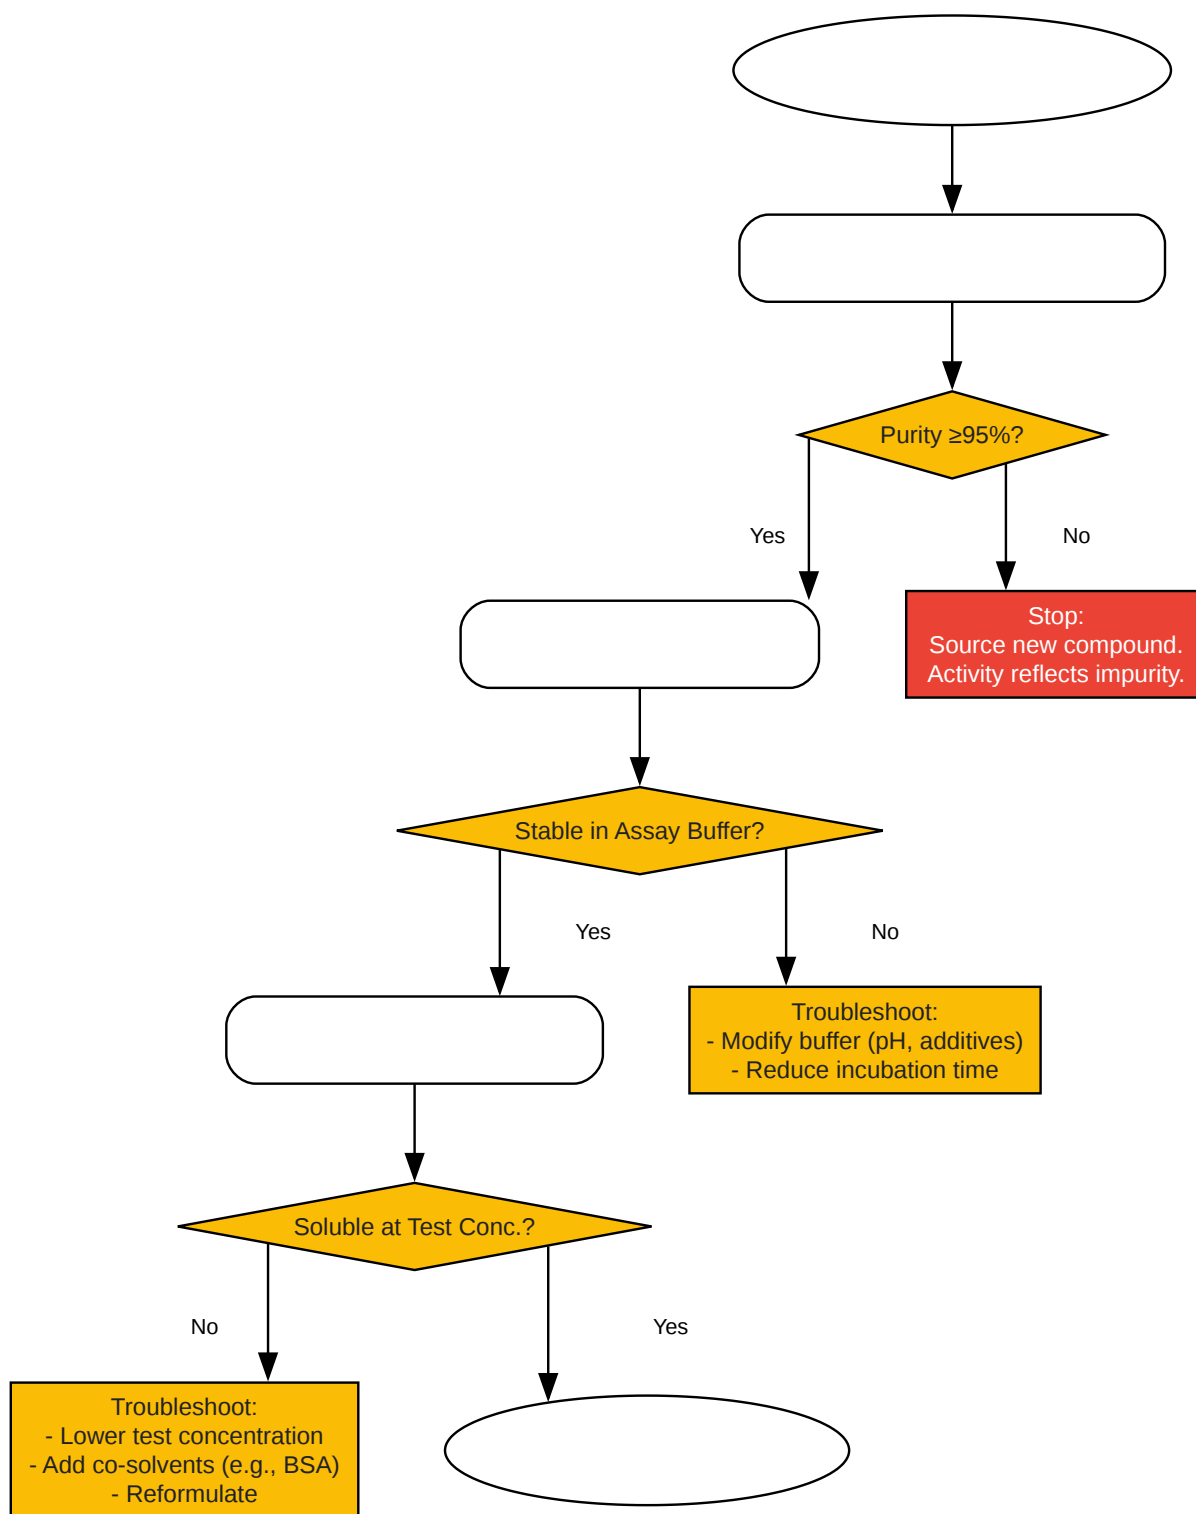 Purity ≥95%?
Yes
No
Stop:
Source new compound.
Activity reflects impurity.
Stable in Assay Buffer?
Yes
No
Troubleshoot:
- Modify buffer (pH, additives)
- Reduce incubation time
Soluble at Test Conc.?
No
Yes
Troubleshoot:
- Lower test concentration
- Add co-solvents (e.g., BSA)
- Reformulate